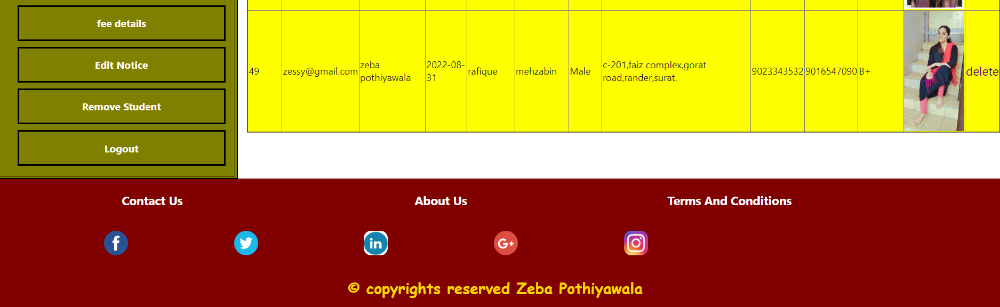 fee details
Edit Notice
Remove Student
Logout
49
zessy@gmail.com
zeba
pothiyawala
2022-08-
31
rafique
mehzabin
Male
c-201,faiz complex,gorat
road,rander,surat.
9023343532
9016547090
B+
delete
Contact Us
About Us
Terms And Conditions
f
in
G+
© copyrights reserved Zeba Pothiyawala